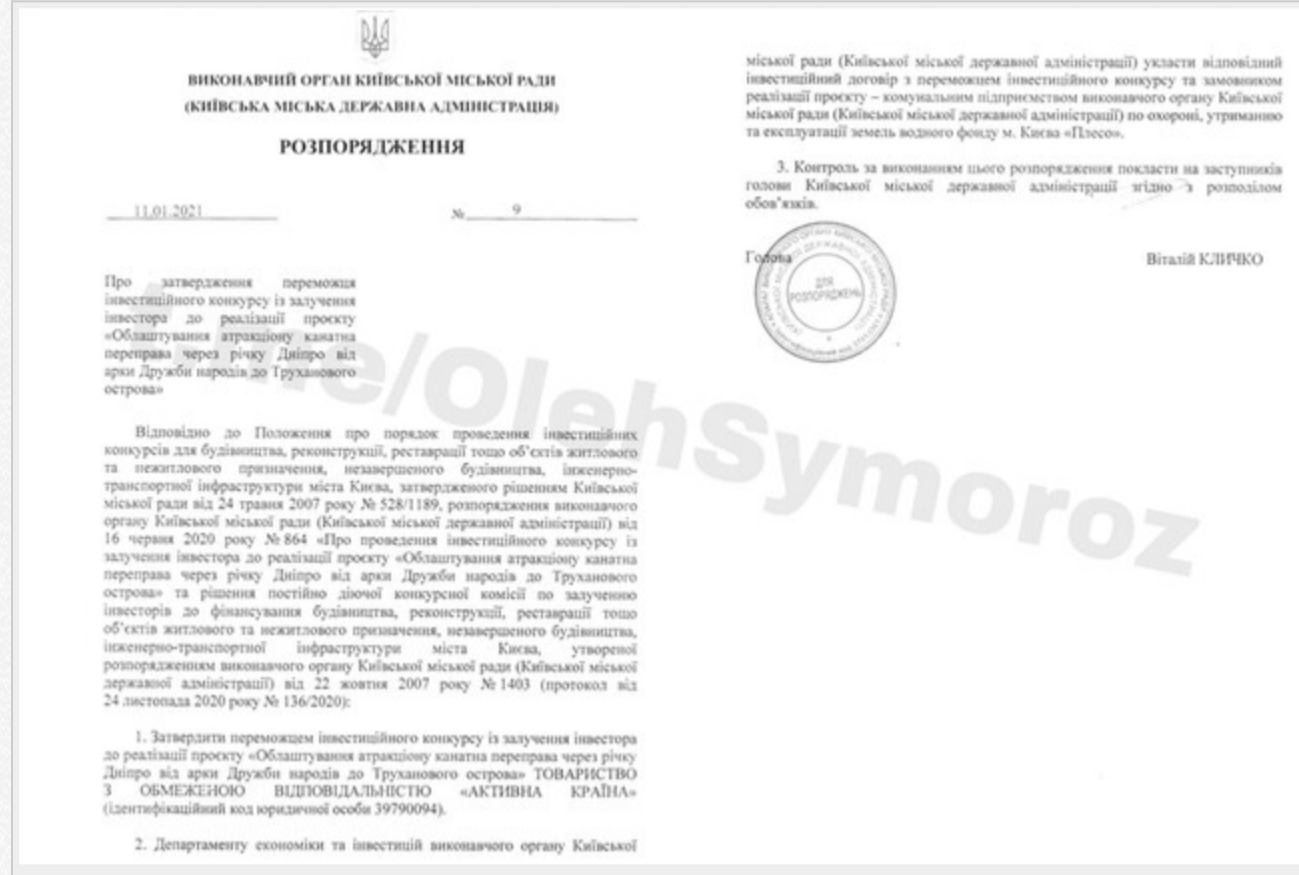 ВИКОНАВЧИЙ ОРГАН КИЇВСЬКОЇ МІСЬКОЇ РАДИ
(КИЇВСЬКА МІСЬКА ДЕРЖАВНА АДМІНІСТРАЦІЯ)
РОЗПОРЯДЖЕННЯ
11.01.2021 № 9
Про затвердження переможця
інвестиційного конкурсу із залучення
інвестора до реалізації проєкту
«Облаштування атракціону канатна
переправа через річку Дніпро від
арки Дружби народів до Труханового
острова»
Відповідно до Положення про порядок проведення інвестиційних
конкурсів для будівництва, реконструкції, реставрації тощо об'єктів житлового
та нежитлового призначення, незавершеного будівництва, інженерно-
транспортної інфраструктури міста Києва, затвердженого рішенням Київської
міської ради від 24 травня 2007 року № 528/1189, розпорядження виконавчого
органу Київської міської ради (Київської міської державної адміністрації) від
16 червня 2020 року № 864 «Про проведення інвестиційного конкурсу із
залучення інвестора до реалізації проєкту «Облаштування атракціону канатна
переправа через річку Дніпро від арки Дружби народів до Труханового
острова» та рішення постійно діючої конкурсної комісії по залученню
інвесторів до фінансування будівництва, реконструкції, реставрації тощо
об'єктів житлового та нежитлового призначення, незавершеного будівництва,
інженерно-транспортної інфраструктури міста Києва, утвореної
розпорядженням виконавчого органу Київської міської ради (Київської міської
державної адміністрації) від 22 жовтня 2007 року № 1403 (протокол від
24 листопада 2020 року № 136/2020):
1. Затвердити переможцем інвестиційного конкурсу із залучення інвестора
до реалізації проєкту «Облаштування атракціону канатна переправа через річку
Дніпро від арки Дружби народів до Труханового острова» ТОВАРИСТВО
З ОБМЕЖЕНОЮ ВІДПОВІДАЛЬНІСТЮ «АКТИВНА КРАЇНА»
(ідентифікаційний код юридичної особи 39790094).
2. Департаменту економіки та інвестицій виконавчого органу Київської
міської ради (Київської міської державної адміністрації) укласти відповідний
інвестиційний договір з переможцем інвестиційного конкурсу та замовником
реалізації проєкту – комунальним підприємством виконавчого органу Київської
міської ради (Київської міської державної адміністрації) по охороні, утриманню
та експлуатації земель водного фонду м. Києва «Плесо».
3. Контроль за виконанням цього розпорядження покласти на заступників
голови Київської міської державної адміністрації згідно з розподілом
обов'язків.
Голова Віталій КЛИЧКО
ДЛЯ
РОЗПОРЯДЖЕНЬ
t.me/OlehSymoroz